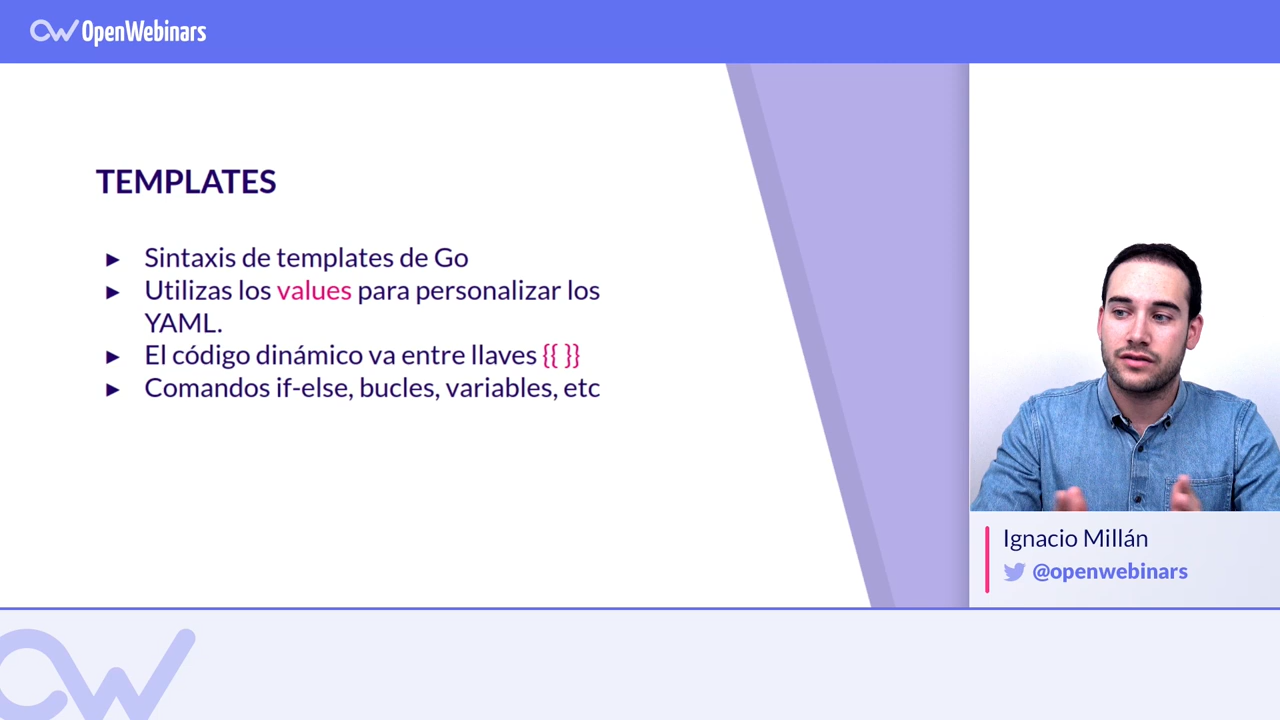 OpenWebinars
TEMPLATES
► Sintaxis de templates de Go
► Utilizas los values para personalizar los
YAML.
► El código dinámico va entre llaves {{ }}
► Comandos if-else, bucles, variables, etc
Ignacio Millán
@openwebinars